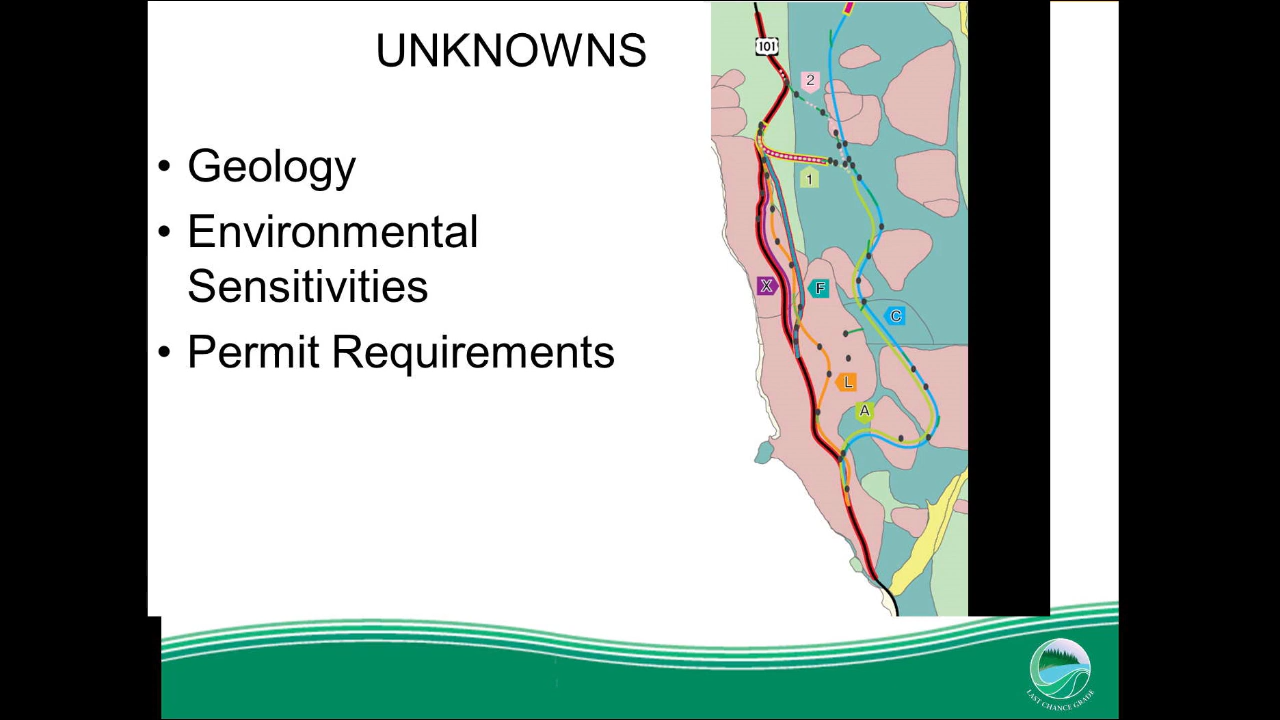 UNKNOWNS
• Geology
• Environmental
Sensitivities
• Permit Requirements
101
2
1
X
F
C
L
A
LAST CHANCE GRADE